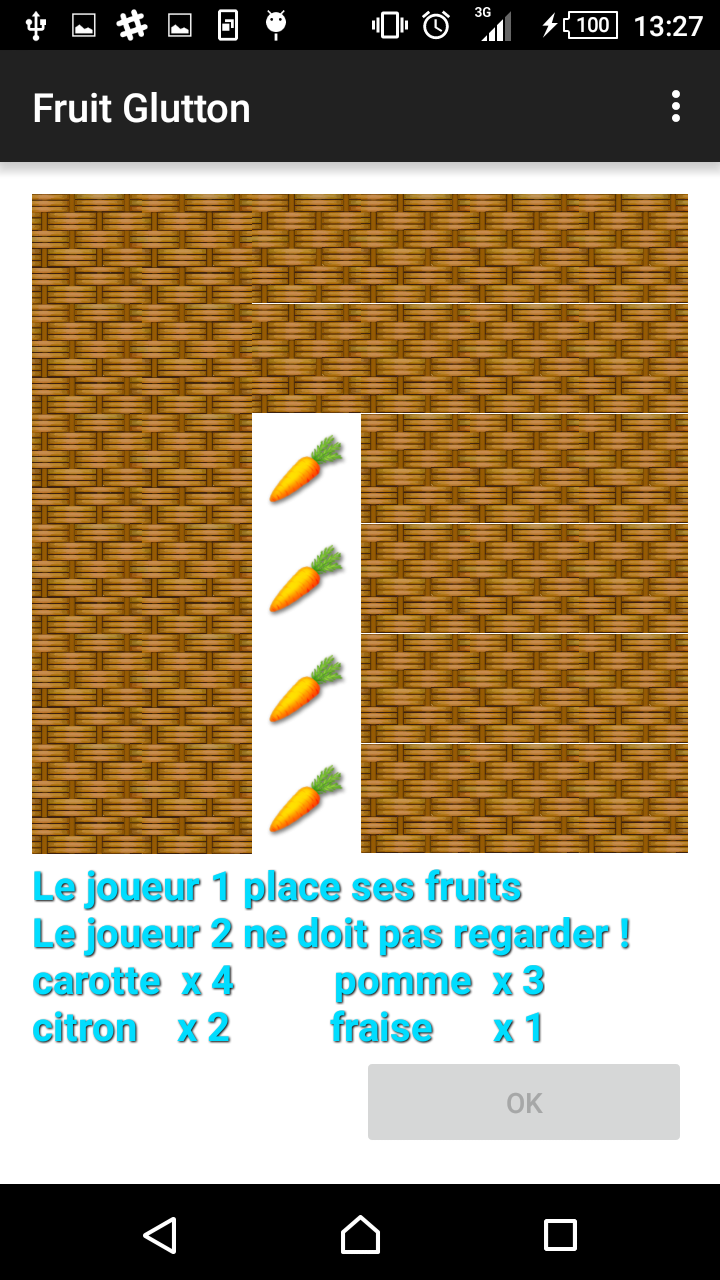 3G 100 13:27
Fruit Glutton
Le joueur 1 place ses fruits
Le joueur 2 ne doit pas regarder !
carotte x 4 pomme x 3
citron x 2 fraise x 1
OK